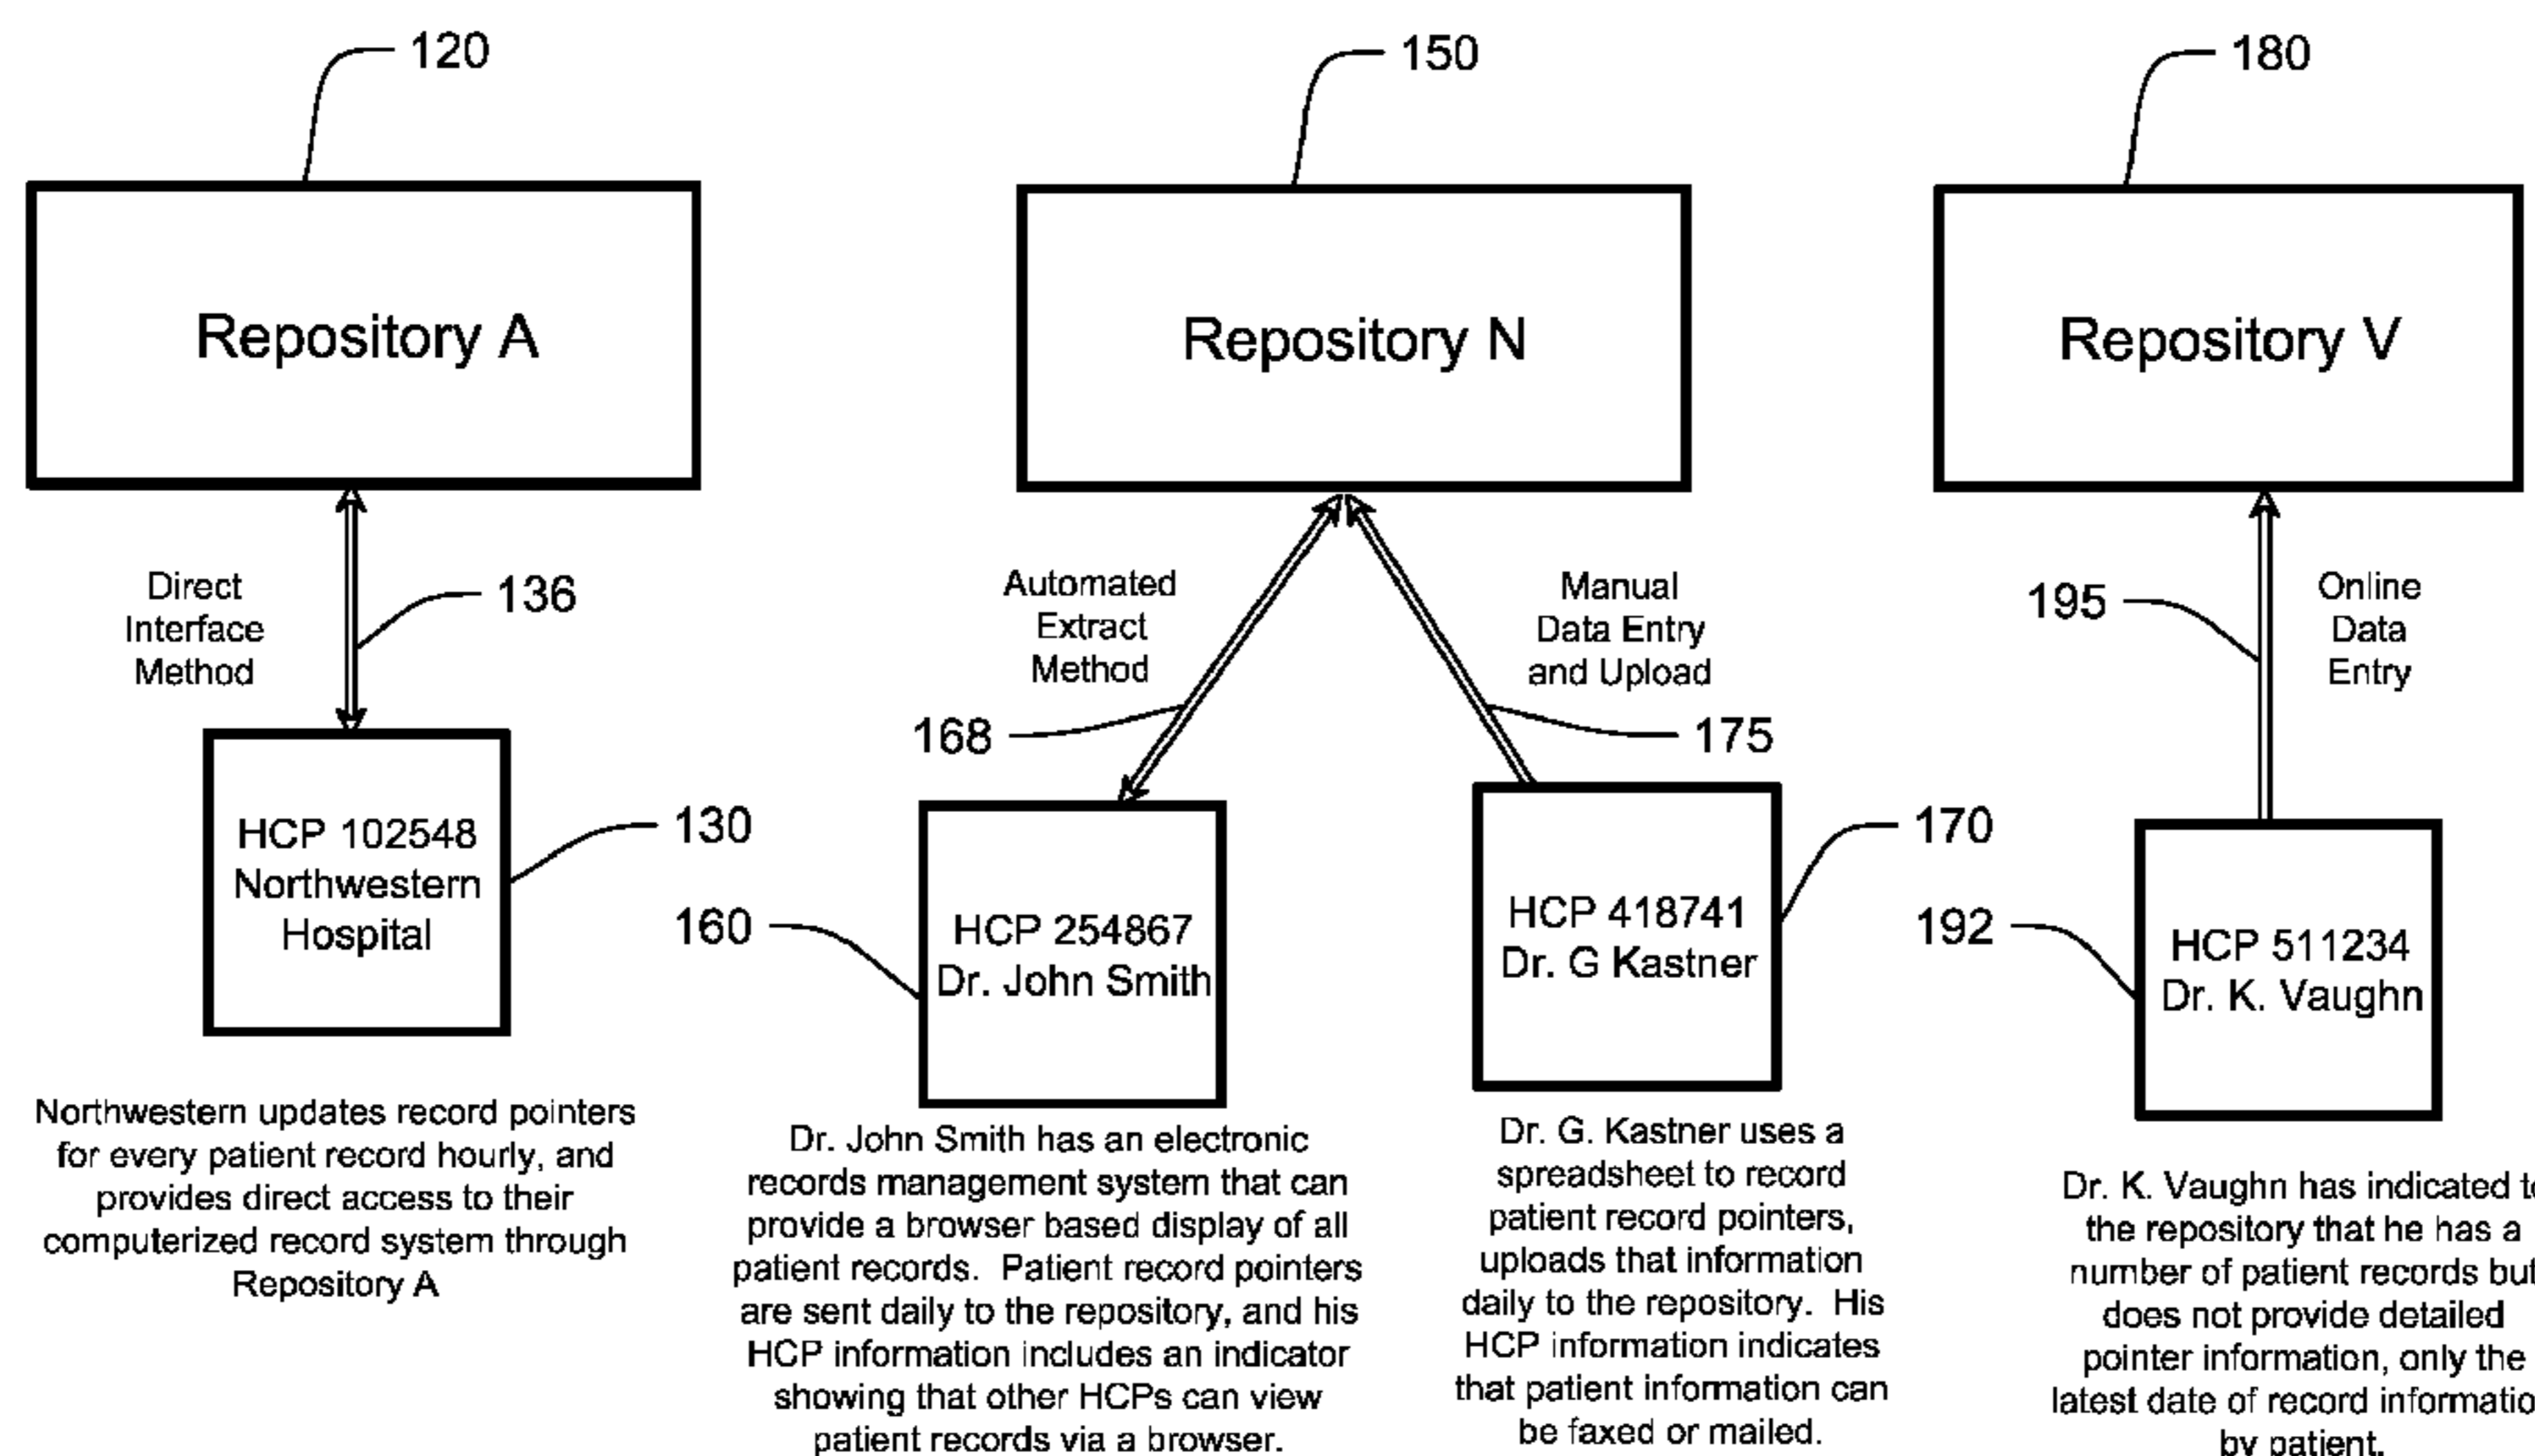 120
150
180
Repository A
Repository N
Repository V
Direct
Interface
Method
136
Automated
Extract
Method
168
Manual
Data Entry
and Upload
175
195
Online
Data
Entry
HCP 102548
Northwestern
Hospital
130
160
HCP 254867
Dr. John Smith
HCP 418741
Dr. G Kastner
170
192
HCP 511234
Dr. K. Vaughn
Northwestern updates record pointers
for every patient record hourly, and
provides direct access to their
computerized record system through
Repository A
Dr. John Smith has an electronic
records management system that can
provide a browser based display of all
patient records. Patient record pointers
are sent daily to the repository, and his
HCP information includes an indicator
showing that other HCPs can view
patient records via a browser.
Dr. G. Kastner uses a
spreadsheet to record
patient record pointers,
uploads that information
daily to the repository. His
HCP information indicates
that patient information can
be faxed or mailed.
Dr. K. Vaughn has indicated to
the repository that he has a
number of patient records but
does not provide detailed
pointer information, only the
latest date of record information
by patient.